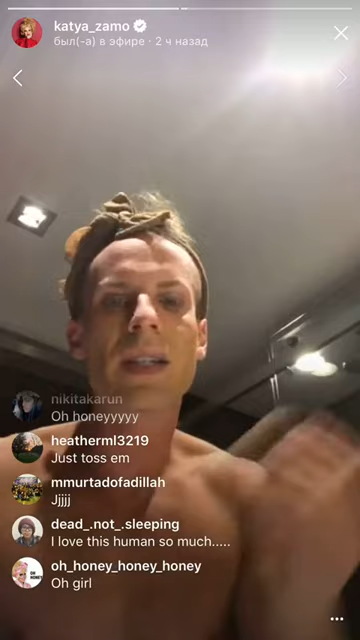 katya_zamo
был(-а) в эфире · 2 ч назад
nikitakarun
Oh honeyyyyy
heatherml3219
Just toss em
mmurtadofadillah
Jjjjj
dead_.not_.sleeping
I love this human so much.....
oh_honey_honey_honey
Oh girl